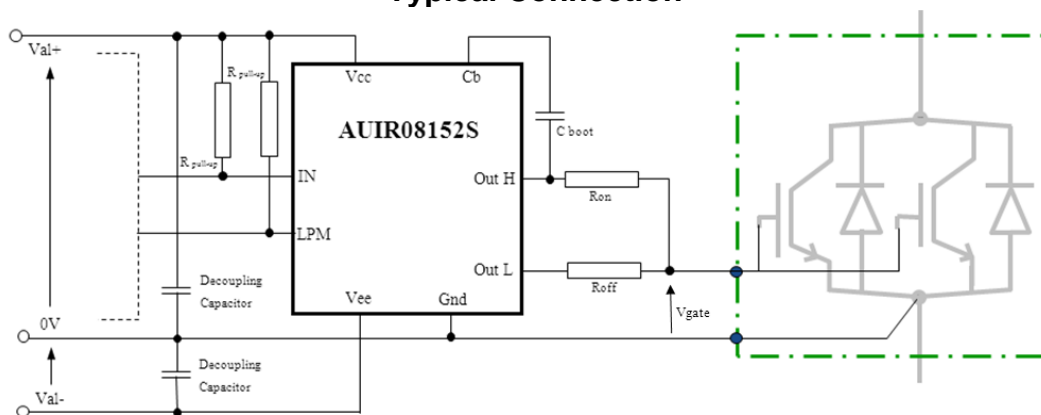 Typical Connection
Val+
R pull-up
R pull-up
Vcc
Cb
AUIR08152S
C boot
IN
Out H
Ron
LPM
Out L
Roff
Decoupling
Capacitor
Vee
Gnd
Vgate
0V
Decoupling
Capacitor
Val-